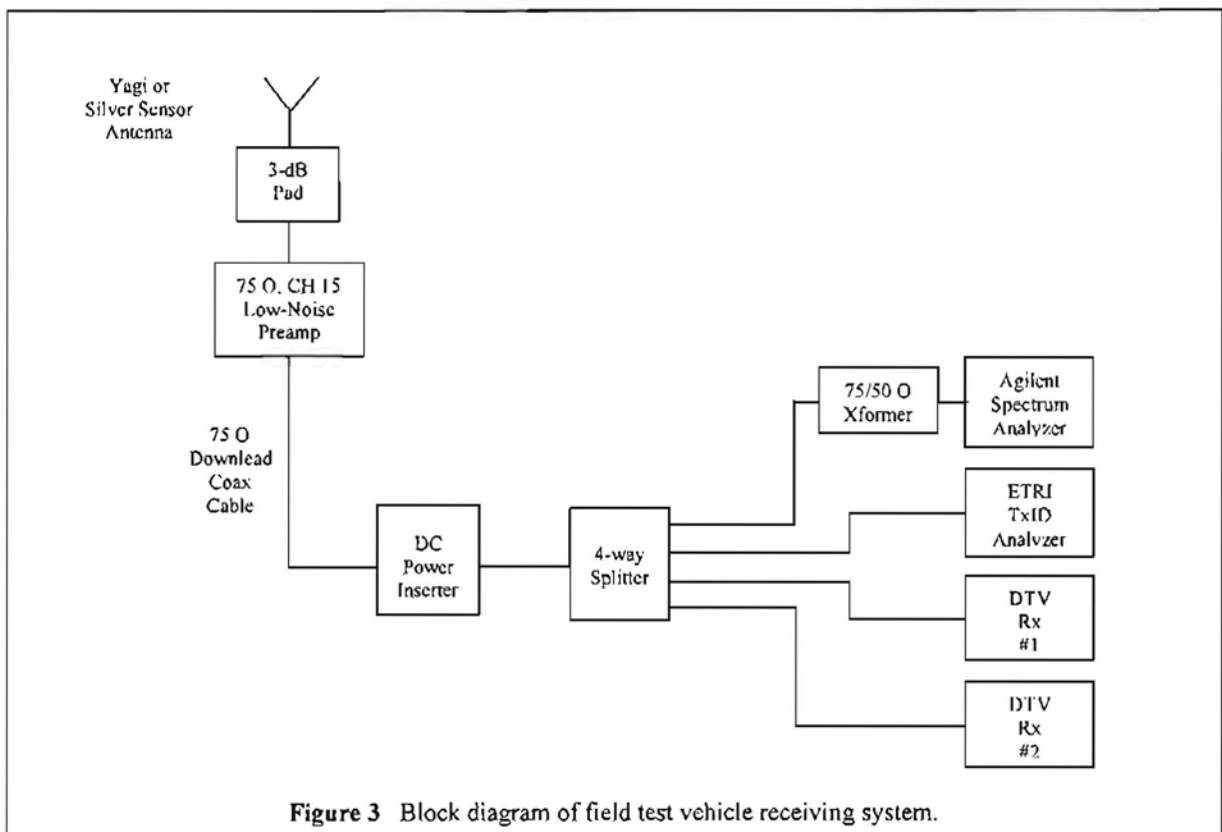 Yagi or
Silver Sensor
Antenna
3-dB
Pad
75 O, CH 15
Low-Noise
Preamp
75 O
Downlead
Coax
Cable
DC
Power
Inserter
4-way
Splitter
75/50 O
Xformer
Agilent
Spectrum
Analyzer
ETRI
TxID
Analyzer
DTV
Rx
#1
DTV
Rx
#2
Figure 3 Block diagram of field test vehicle receiving system.